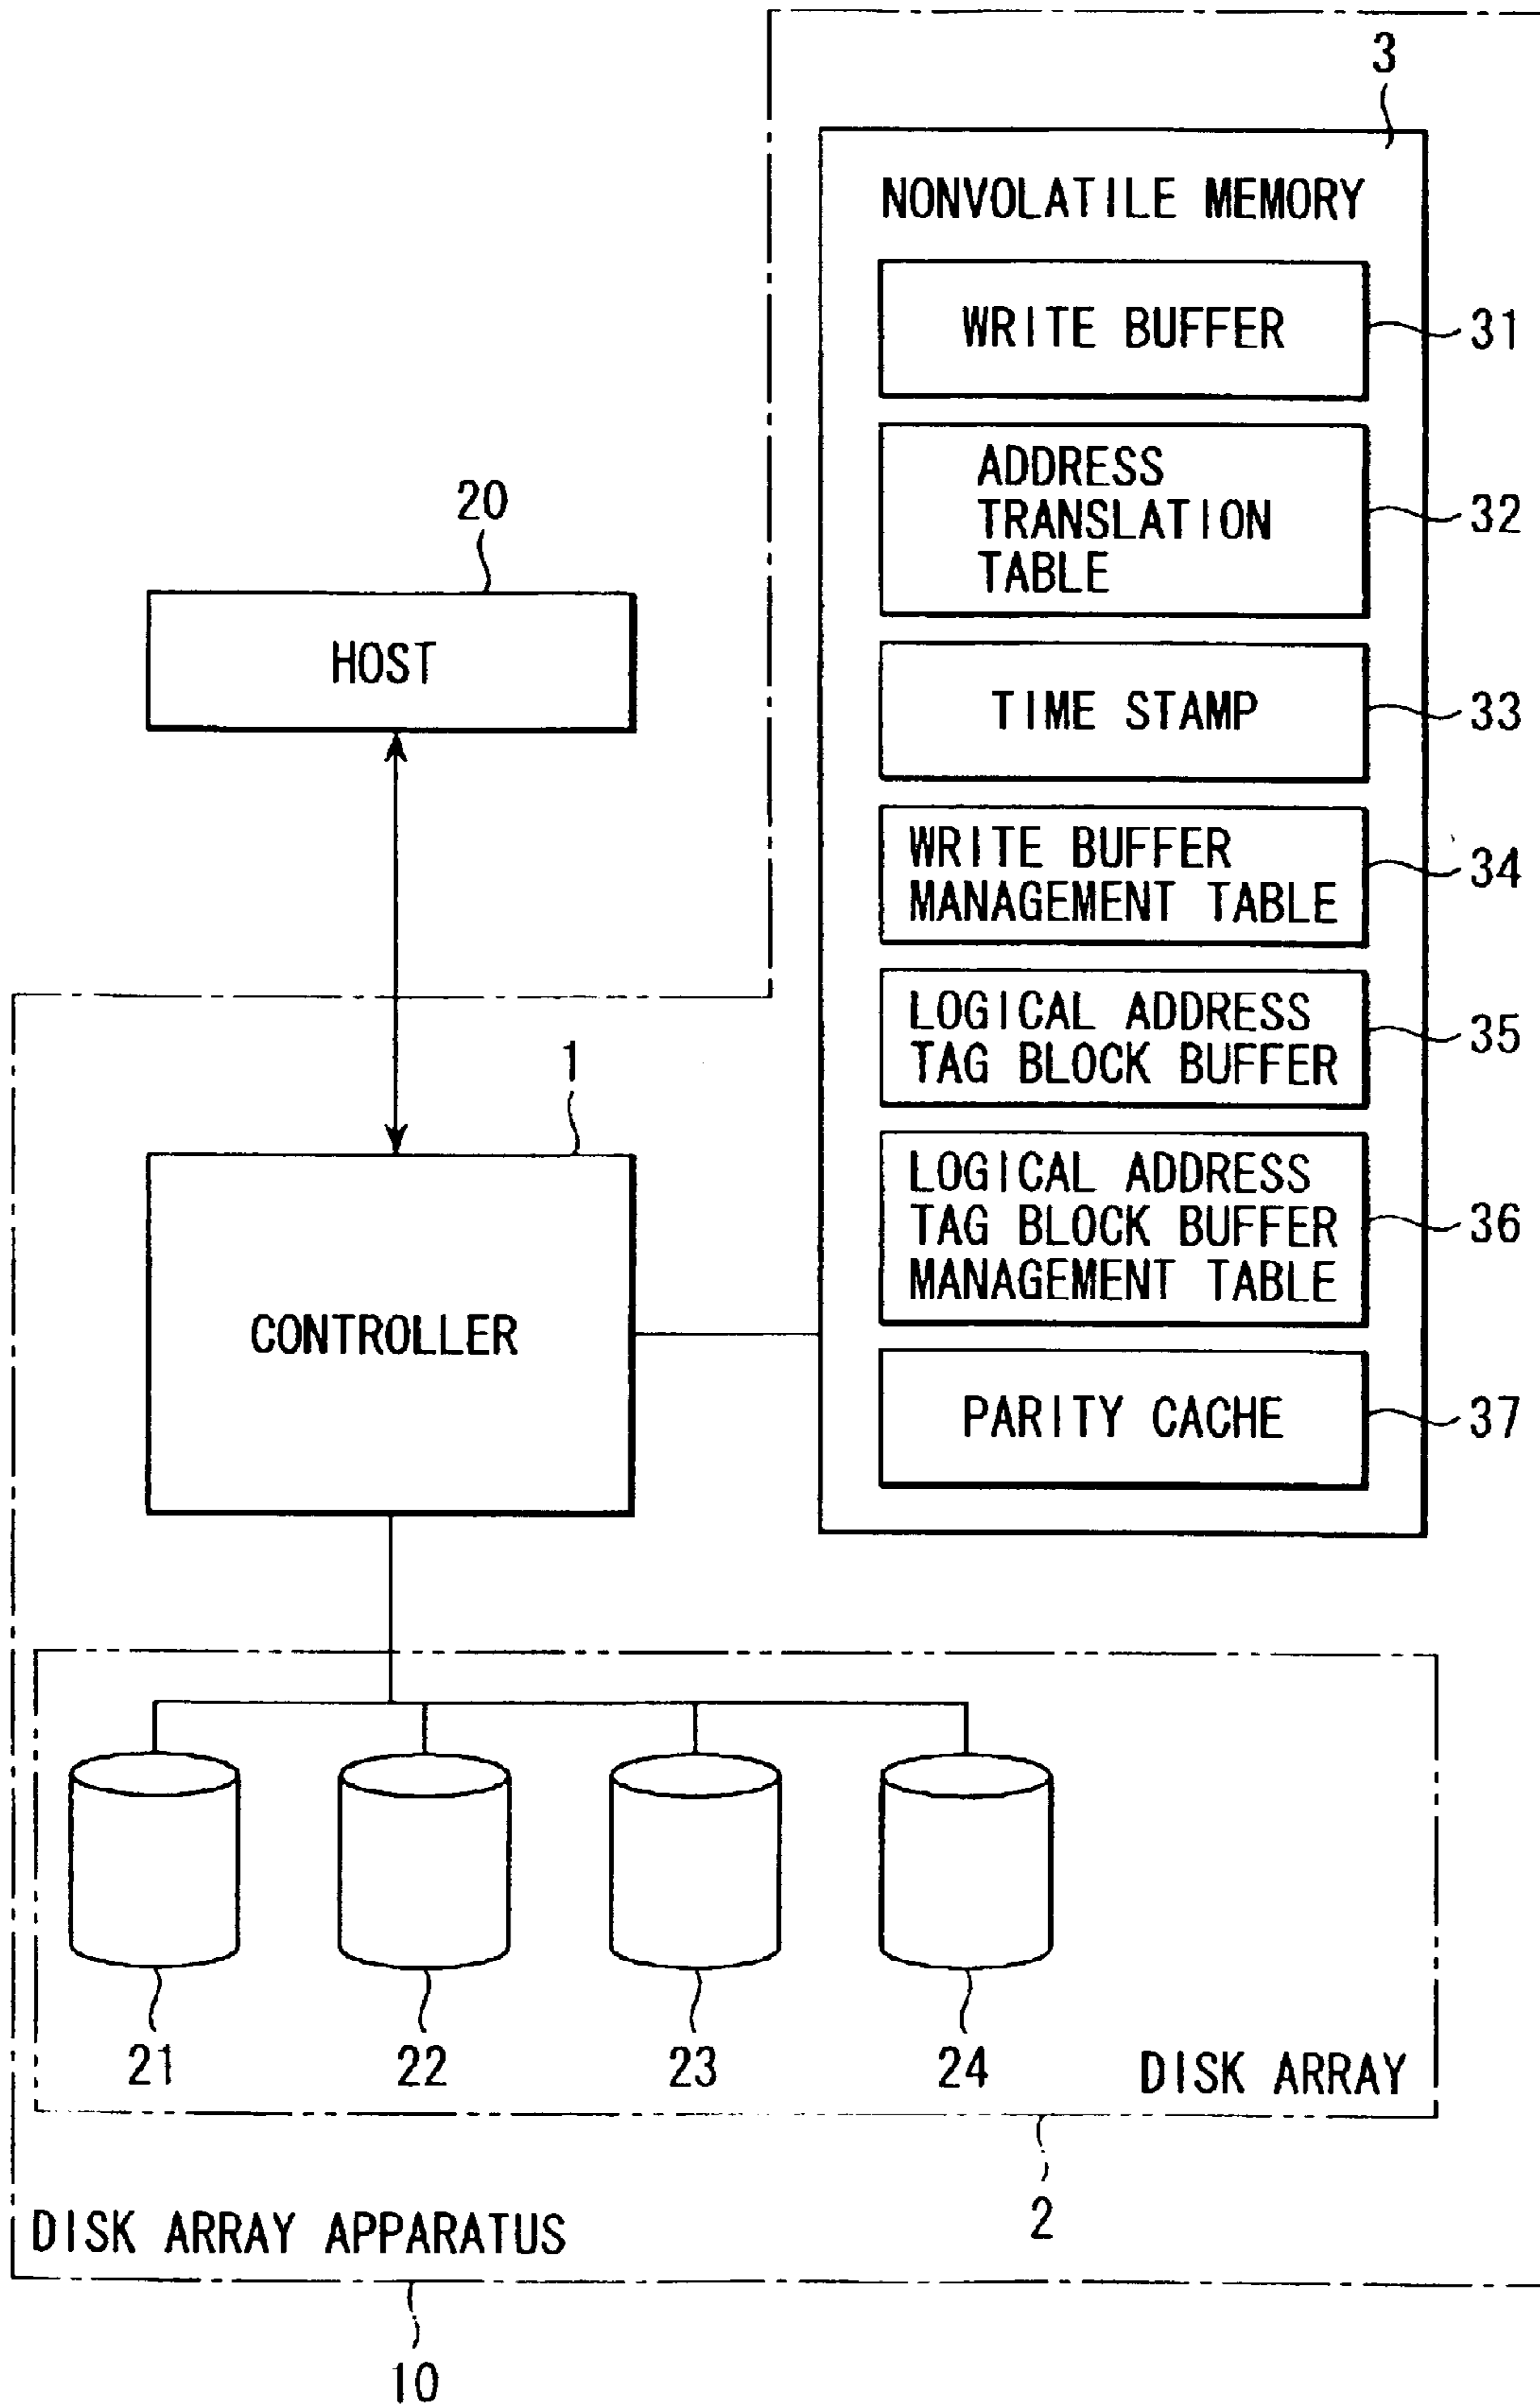 3
NONVOLATILE MEMORY
WRITE BUFFER
31
ADDRESS
TRANSLATION
TABLE
32
TIME STAMP
33
WRITE BUFFER
MANAGEMENT TABLE
34
LOGICAL ADDRESS
TAG BLOCK BUFFER
35
LOGICAL ADDRESS
TAG BLOCK BUFFER
MANAGEMENT TABLE
36
PARITY CACHE
37
20
HOST
1
CONTROLLER
21
22
23
24
DISK ARRAY
2
DISK ARRAY APPARATUS
10